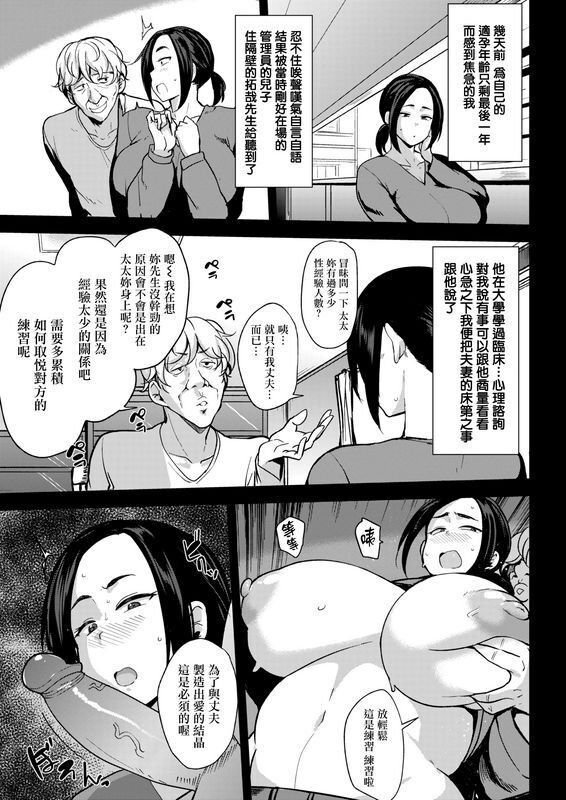 幾天前 為自己的
適孕年齡只剩最後一年
而感到焦急的我
忍不住唉聲嘆氣自言自語
結果被當時剛好在場的
管理員的兒子
住隔壁的拓哉先生給聽到了
他在大學學過臨床…心理諮詢
對我說有事可以跟他商量看看
心急之下我便把夫妻的床第之事
跟他說了
冒昧問一下 太太
妳有過多少
性經驗人數?
咦…
就只有我丈夫
而已…
嗯~我在想
妳先生沒幹勁的
原因會不會是出在
太太妳身上呢?
果然還是因為
經驗太少的關係吧
需要多累積
如何取悅對方的
練習呢
咦
等等
放輕鬆
這是練習 練習啦
為了與丈夫
製造出愛的結晶
這是必須的喔